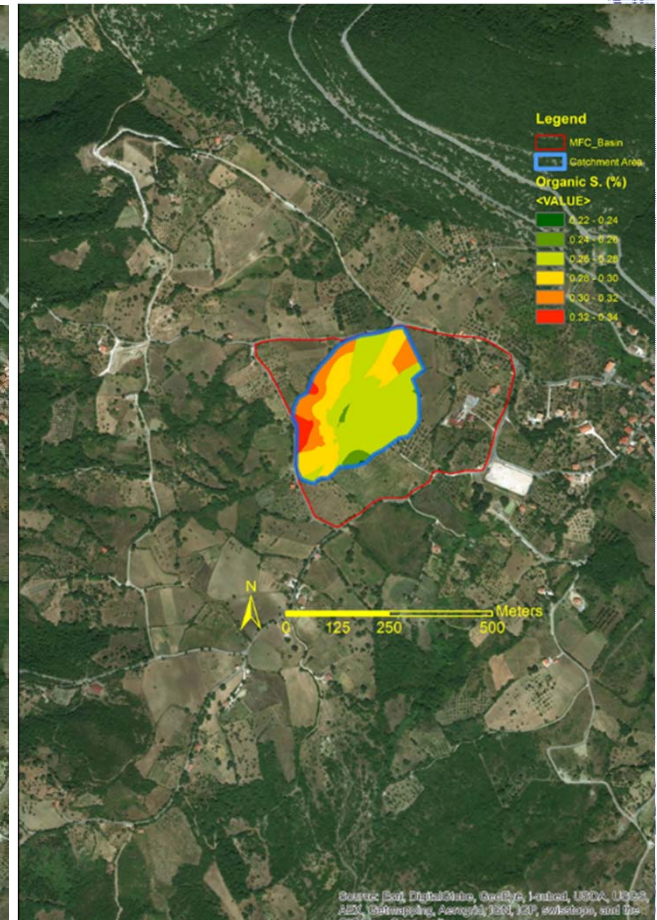 Legend
MFC_Basin
Catchment Area
Organic S. (%)
<VALUE>
0.22 - 0.24
0.24 - 0.26
0.26 - 0.28
0.28 - 0.30
0.30 - 0.32
0.32 - 0.34
N
Meters
0 125 250 500
Source: Esri, DigitalGlobe, GeoEye, i-cubed, USDA, USGS,
AEX, Getmapping, Aerogrid, IGN, IGP, swisstopo, and the